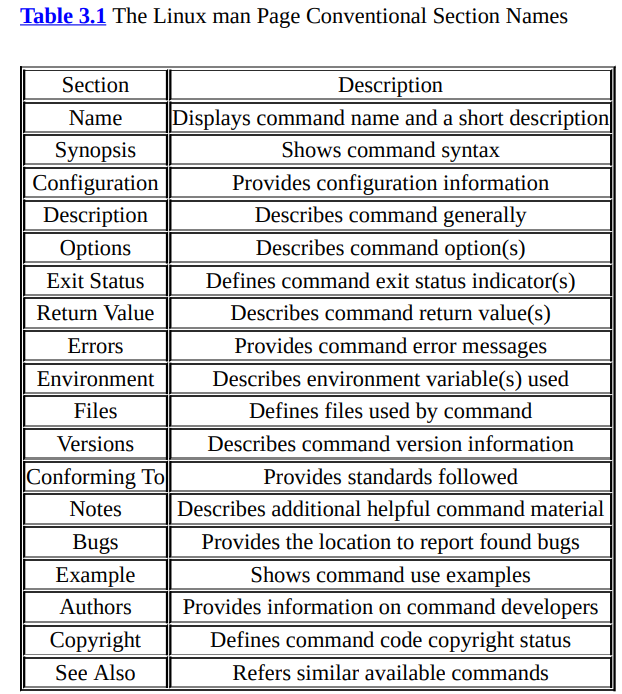 Table 3.1 The Linux man Page Conventional Section Names
Section Description
Name Displays command name and a short description
Synopsis Shows command syntax
Configuration Provides configuration information
Description Describes command generally
Options Describes command option(s)
Exit Status Defines command exit status indicator(s)
Return Value Describes command return value(s)
Errors Provides command error messages
Environment Describes environment variable(s) used
Files Defines files used by command
Versions Describes command version information
Conforming To Provides standards followed
Notes Describes additional helpful command material
Bugs Provides the location to report found bugs
Example Shows command use examples
Authors Provides information on command developers
Copyright Defines command code copyright status
See Also Refers similar available commands